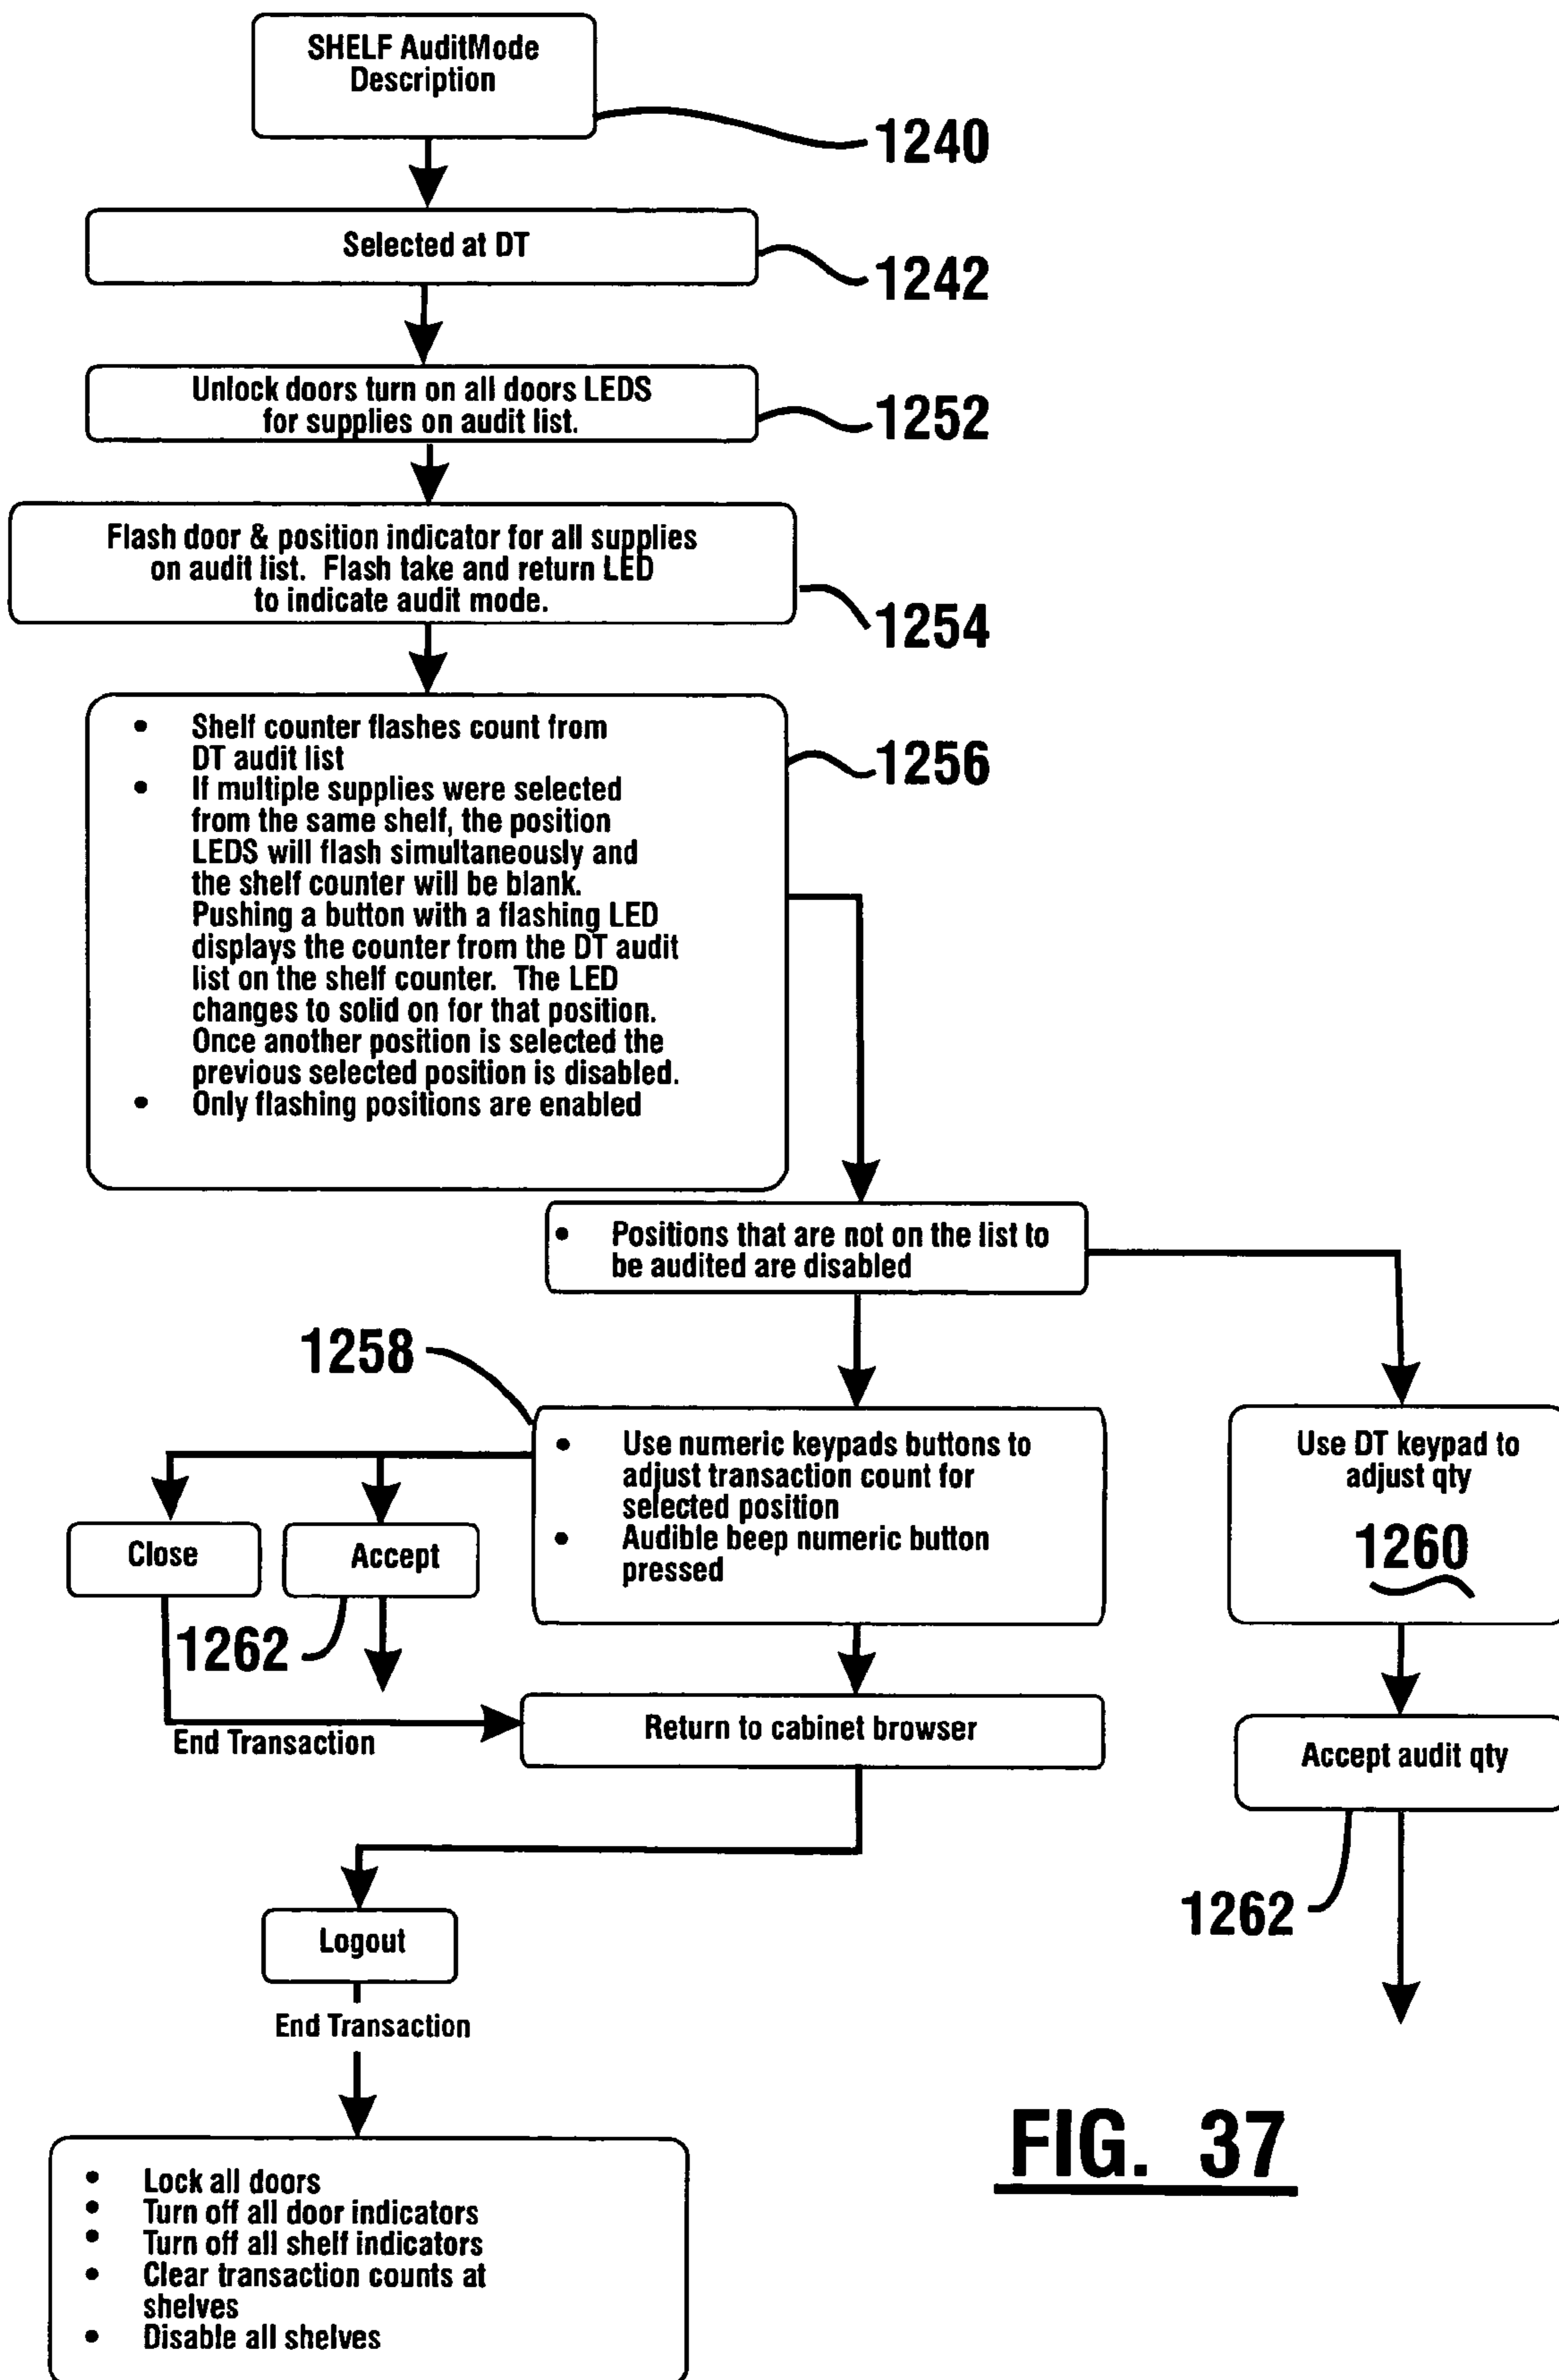 SHELF AuditMode
Description
1240
Selected at DT
1242
Unlock doors turn on all doors LEDS
for supplies on audit list.
1252
Flash door & position indicator for all supplies
on audit list. Flash take and return LED
to indicate audit mode.
1254
• Shelf counter flashes count from
DT audit list
• If multiple supplies were selected
from the same shelf, the position
LEDS will flash simultaneously and
the shelf counter will be blank.
Pushing a button with a flashing LED
displays the counter from the DT audit
list on the shelf counter. The LED
changes to solid on for that position.
Once another position is selected the
previous selected position is disabled.
• Only flashing positions are enabled
1256
• Positions that are not on the list to
be audited are disabled
1258
• Use numeric keypads buttons to
adjust transaction count for
selected position
• Audible beep numeric button
pressed
Use DT keypad to
adjust qty
1260
Close
Accept
1262
End Transaction
Return to cabinet browser
Accept audit qty
1262
Logout
End Transaction
• Lock all doors
• Turn off all door indicators
• Turn off all shelf indicators
• Clear transaction counts at
shelves
• Disable all shelves
FIG. 37